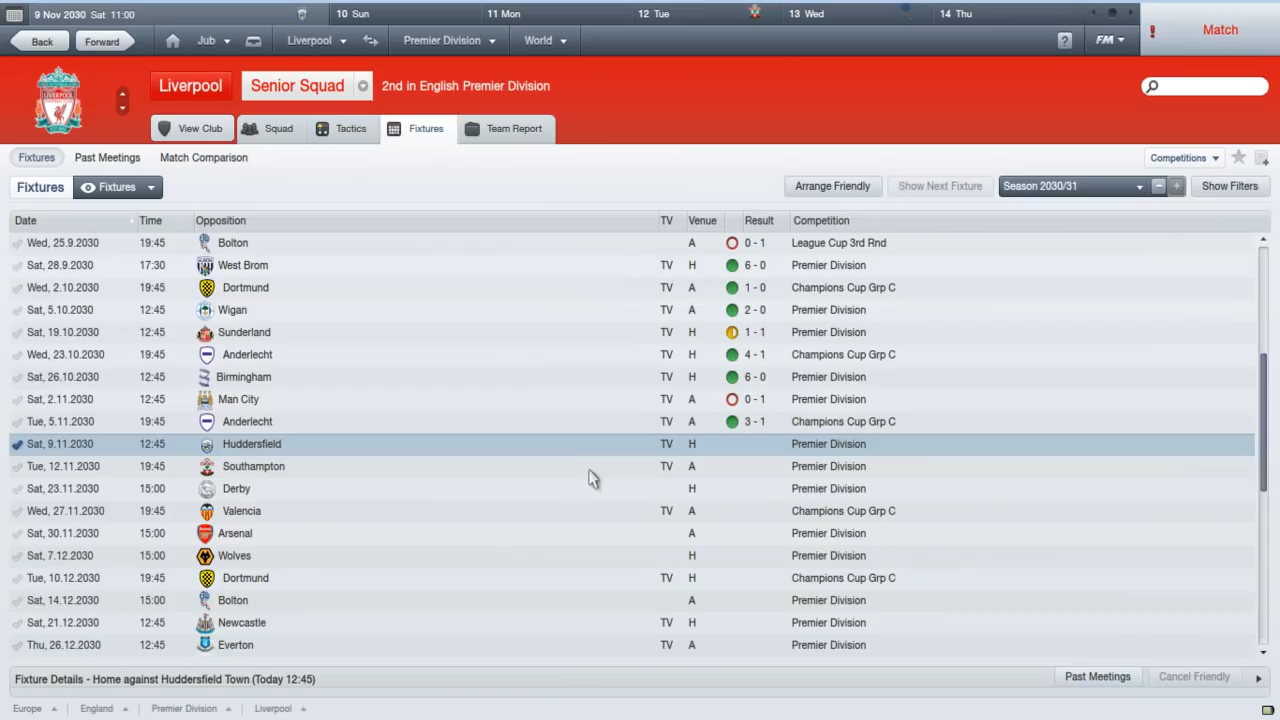 9 Nov 2030 Sat 11:00 10 Sun 11 Mon 12 Tue 13 Wed 14 Thu
Back Forward Jub Liverpool Premier Division World ? FM ! Match
Liverpool Senior Squad 2nd in English Premier Division
View Club Squad Tactics Fixtures Team Report
Fixtures Past Meetings Match Comparison Competitions
Fixtures Fixtures Arrange Friendly Show Next Fixture Season 2030/31 Show Filters
Date Time Opposition TV Venue Result Competition
Wed, 25.9.2030 19:45 Bolton A 0 - 1 League Cup 3rd Rnd
Sat, 28.9.2030 17:30 West Brom TV H 6 - 0 Premier Division
Wed, 2.10.2030 19:45 Dortmund TV A 1 - 0 Champions Cup Grp C
Sat, 5.10.2030 12:45 Wigan TV A 2 - 0 Premier Division
Sat, 19.10.2030 12:45 Sunderland TV H 1 - 1 Premier Division
Wed, 23.10.2030 19:45 Anderlecht TV H 4 - 1 Champions Cup Grp C
Sat, 26.10.2030 12:45 Birmingham TV H 6 - 0 Premier Division
Sat, 2.11.2030 12:45 Man City TV A 0 - 1 Premier Division
Tue, 5.11.2030 19:45 Anderlecht TV A 3 - 1 Champions Cup Grp C
Sat, 9.11.2030 12:45 Huddersfield TV H Premier Division
Tue, 12.11.2030 19:45 Southampton TV A Premier Division
Sat, 23.11.2030 15:00 Derby H Premier Division
Wed, 27.11.2030 19:45 Valencia TV A Champions Cup Grp C
Sat, 30.11.2030 15:00 Arsenal A Premier Division
Sat, 7.12.2030 15:00 Wolves H Premier Division
Tue, 10.12.2030 19:45 Dortmund TV H Champions Cup Grp C
Sat, 14.12.2030 15:00 Bolton A Premier Division
Sat, 21.12.2030 12:45 Newcastle TV H Premier Division
Thu, 26.12.2030 12:45 Everton TV A Premier Division
Fixture Details - Home against Huddersfield Town (Today 12:45) Past Meetings Cancel Friendly
Europe England Premier Division Liverpool